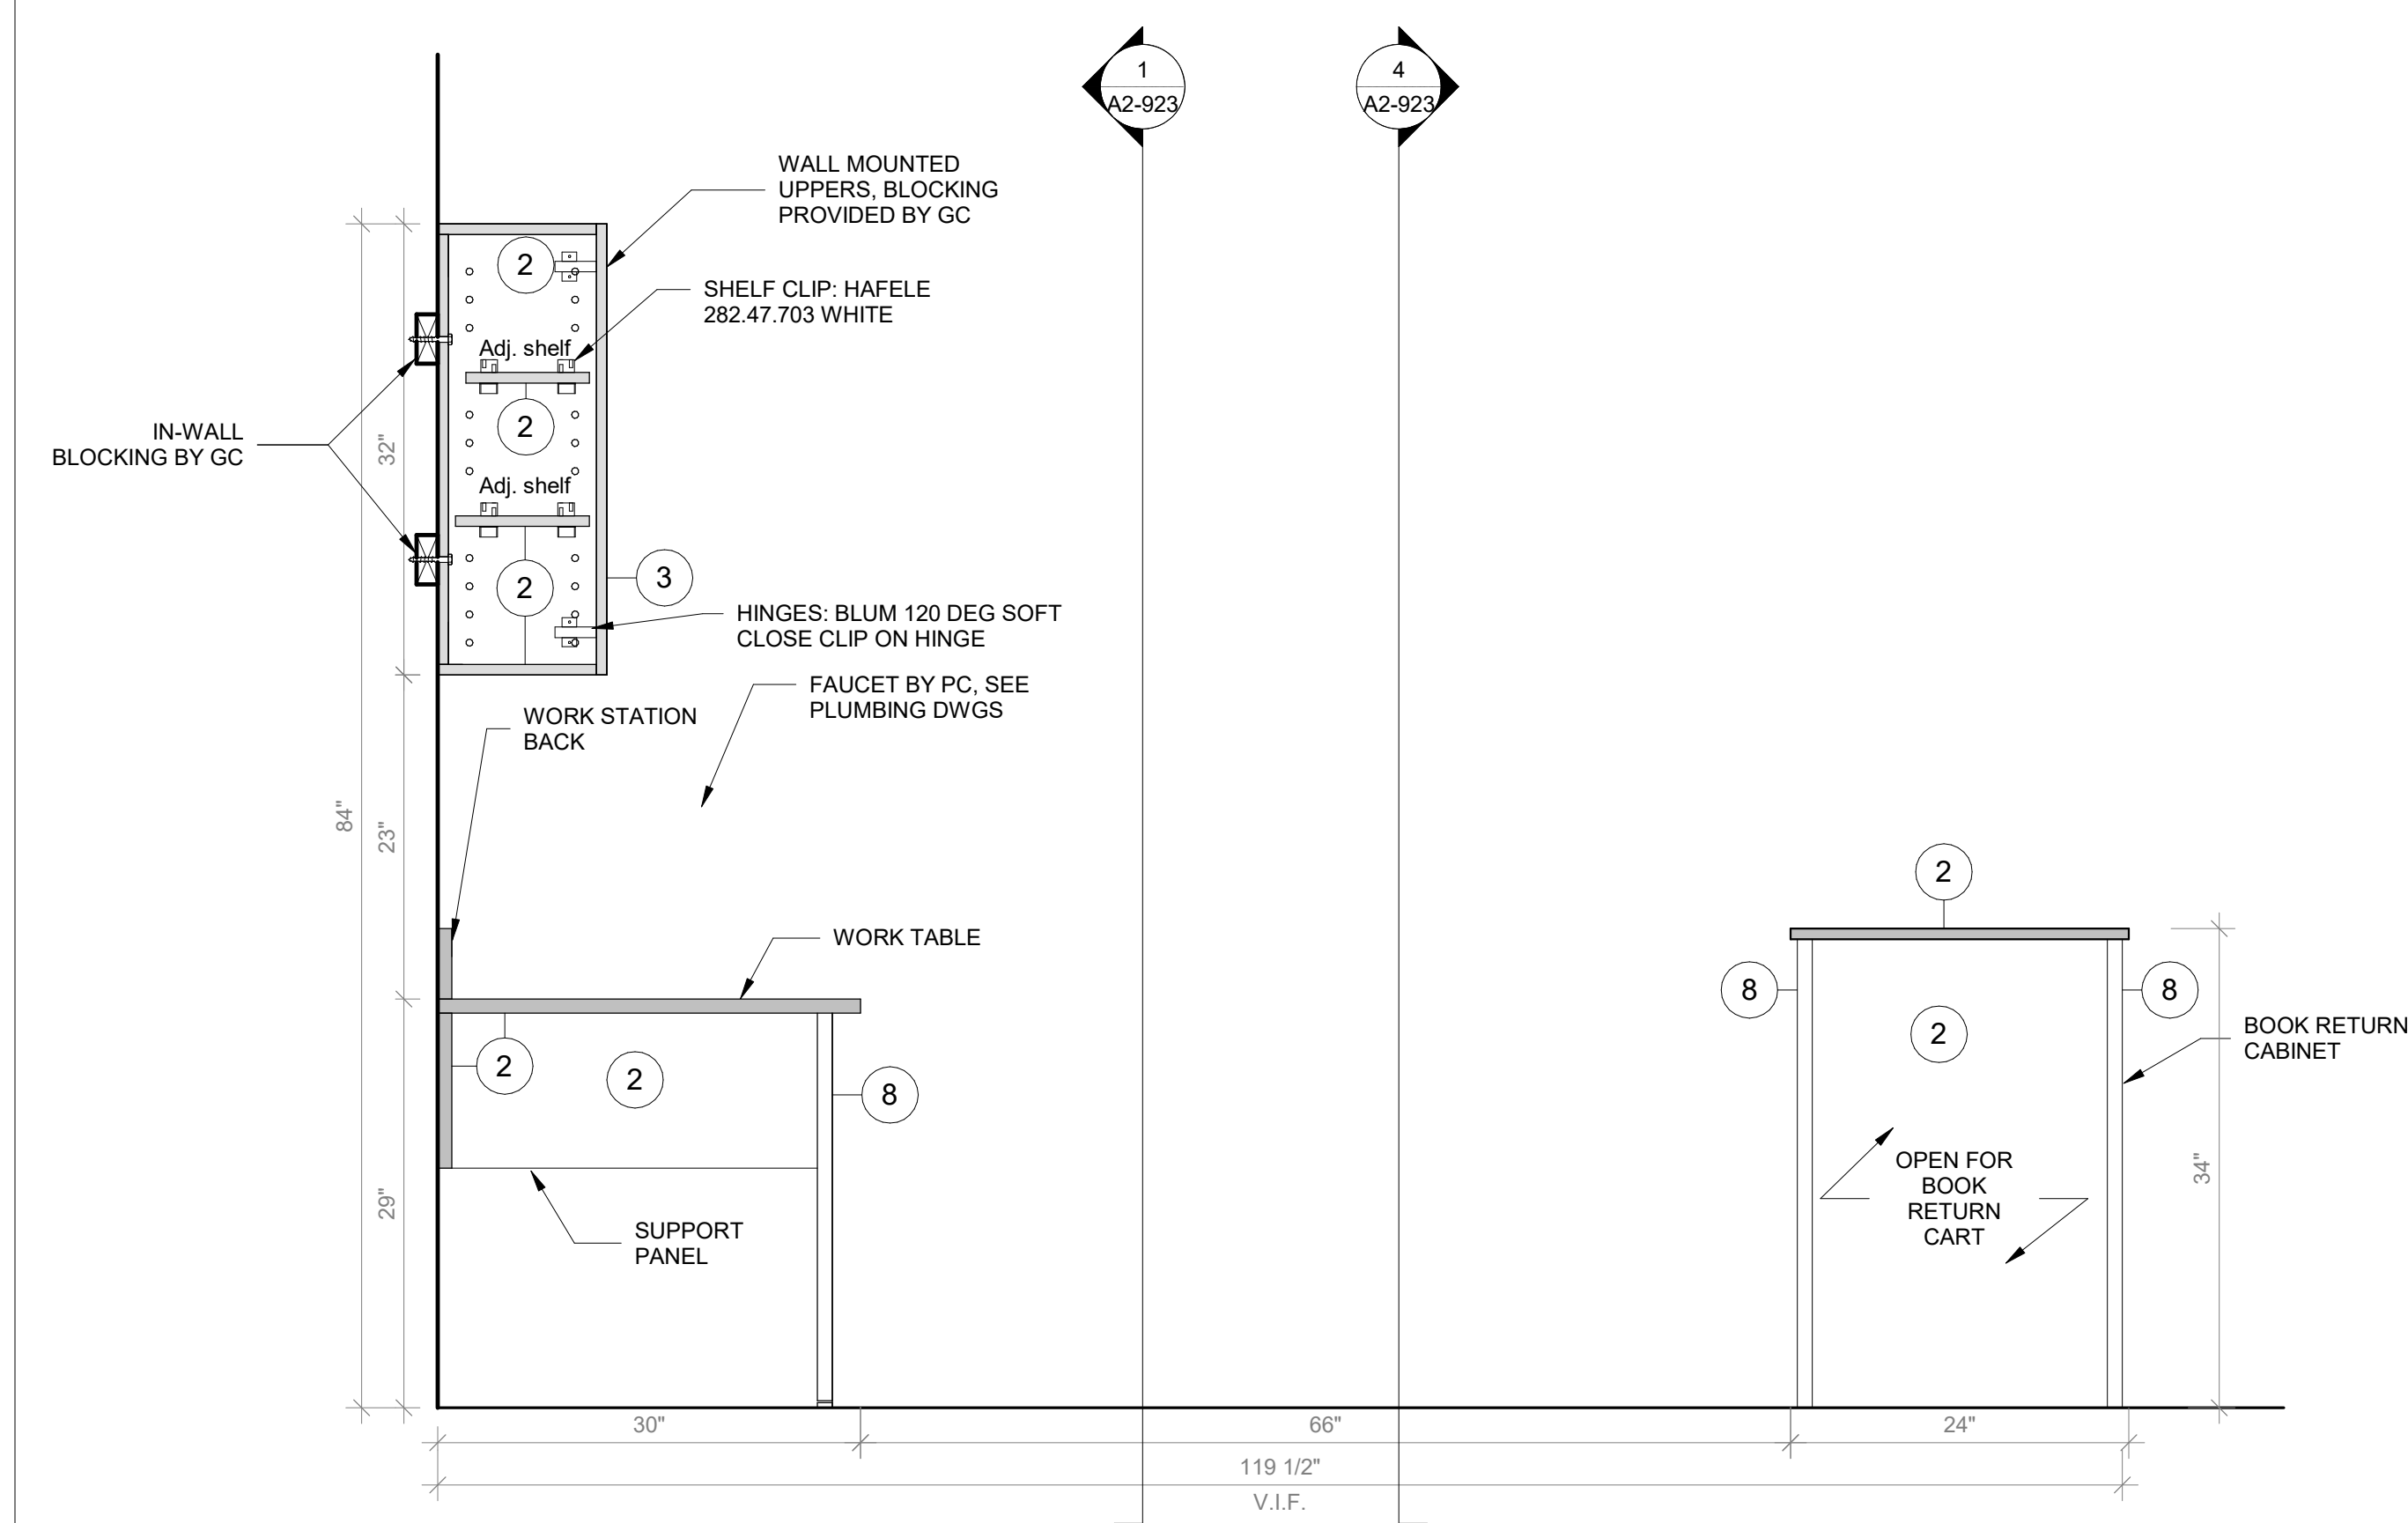 1
A2-923
4
A2-923
WALL MOUNTED
UPPERS, BLOCKING
PROVIDED BY GC
2
SHELF CLIP: HAFELE
282.47.703 WHITE
Adj. shelf
2
IN-WALL
BLOCKING BY GC
32"
Adj. shelf
2
3
HINGES: BLUM 120 DEG SOFT
CLOSE CLIP ON HINGE
FAUCET BY PC, SEE
PLUMBING DWGS
WORK STATION
BACK
84"
23"
2
WORK TABLE
8
8
2
BOOK RETURN
CABINET
2
2
8
OPEN FOR
BOOK
RETURN
CART
34"
29"
SUPPORT
PANEL
30"
66"
24"
119 1/2"
V.I.F.